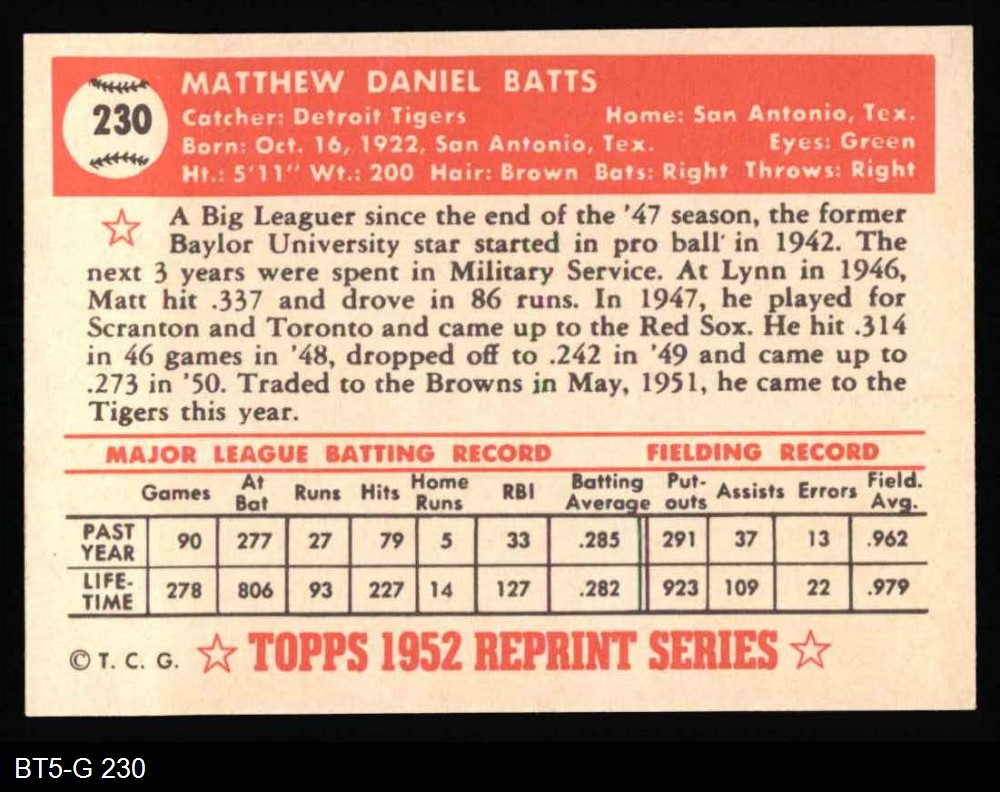 230
MATTHEW DANIEL BATTS
Catcher: Detroit Tigers Home: San Antonio, Tex.
Born: Oct. 16, 1922, San Antonio, Tex. Eyes: Green
Ht.: 5'11" Wt.: 200 Hair: Brown Bats: Right Throws: Right
A Big Leaguer since the end of the '47 season, the former
Baylor University star started in pro ball in 1942. The
next 3 years were spent in Military Service. At Lynn in 1946,
Matt hit .337 and drove in 86 runs. In 1947, he played for
Scranton and Toronto and came up to the Red Sox. He hit .314
in 46 games in '48, dropped off to .242 in '49 and came up to
.273 in '50. Traded to the Browns in May, 1951, he came to the
Tigers this year.
MAJOR LEAGUE BATTING RECORD FIELDING RECORD
Games At Bat Runs Hits Home Runs RBI Batting Average Put-outs Assists Errors Field. Avg.
PAST YEAR 90 277 27 79 5 33 .285 291 37 13 .962
LIFE-TIME 278 806 93 227 14 127 .282 923 109 22 .979
© T. C. G. TOPPS 1952 REPRINT SERIES
BT5-G 230